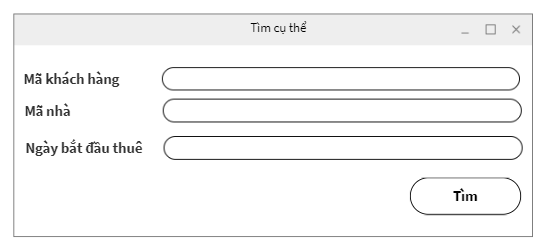 Tìm cụ thể
Mã khách hàng
Mã nhà
Ngày bắt đầu thuê
Tìm